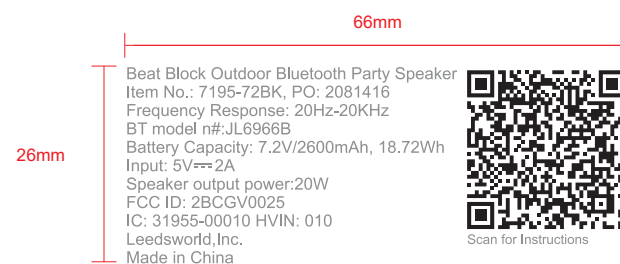 66mm
26mm
Beat Block Outdoor Bluetooth Party Speaker
Item No.: 7195-72BK, PO: 2081416
Frequency Response: 20Hz-20KHz
BT model n#:JL6966B
Battery Capacity: 7.2V/2600mAh, 18.72Wh
Input: 5V⎓2A
Speaker output power:20W
FCC ID: 2BCGV0025
IC: 31955-00010 HVIN: 010
Leedsworld,Inc.
Made in China
Scan for Instructions